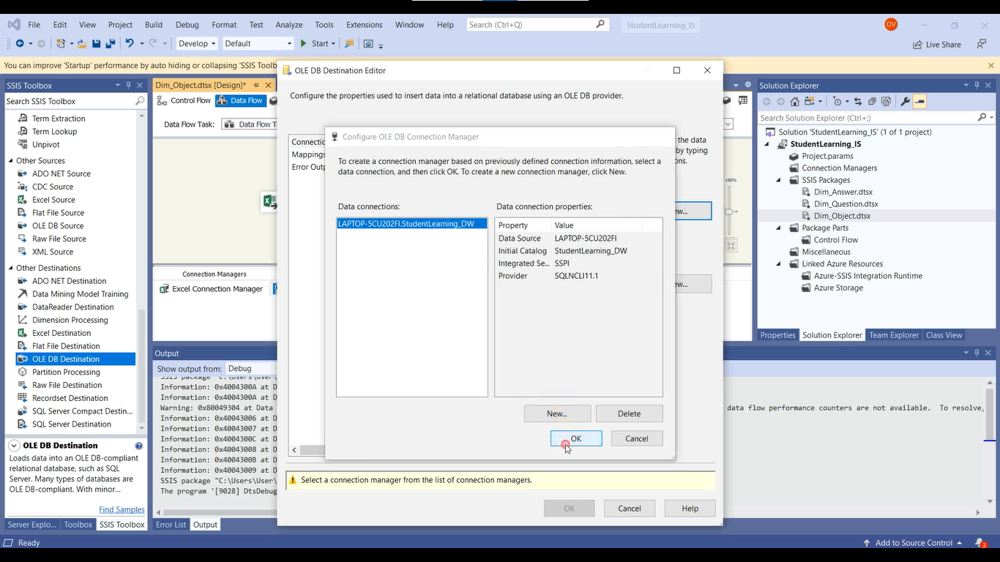 File Edit View Project Build Debug Format Test Analyze Tools Extensions Window Help Search (Ctrl+Q) StudentLearning_IS DV
Develop Default Start Live Share
You can improve 'Startup' performance by auto hiding or collapsing 'SSIS Toolb
SSIS Toolbox
Search SSIS Toolbox
Term Extraction
Term Lookup
Unpivot
Other Sources
ADO NET Source
CDC Source
Excel Source
Flat File Source
OLE DB Source
Raw File Source
XML Source
Other Destinations
ADO NET Destination
Data Mining Model Training
DataReader Destination
Dimension Processing
Excel Destination
Flat File Destination
OLE DB Destination
Partition Processing
Raw File Destination
Recordset Destination
SQL Server Compact Destin...
SQL Server Destination
OLE DB Destination
Loads data into an OLE DB-compliant
relational database, such as SQL
Server. Many types of databases are
OLE DB-compliant. With minor...
Find Samples
Server Explo... Toolbox SSIS Toolbox
Dim_Object.dtsx [Design]*
Control Flow Data Flow
Data Flow Task: Data Flow T
100%
Connection Managers
Excel Connection Manager
Output
Show output from: Debug
Information: 0x4004300A at D
Information: 0x4004300A at D
Warning: 0x80049304 at Data
data flow performance counters are not available. To resolve,
Information: 0x40043006 at D
Information: 0x40043007 at D
Information: 0x4004300C at D
Information: 0x40043008 at D
Information: 0x4004300B at D
Information: 0x40043009 at D
SSIS package "C:\Users\User\
The program '[9028] DtsDebug
Error List Output
OLE DB Destination Editor
Configure the properties used to insert data into a relational database using an OLE DB provider.
Connectio
Mappings
Error Outp
the data
by typing
ons.
ew...
ew...
Configure OLE DB Connection Manager
To create a connection manager based on previously defined connection information, select a
data connection, and then click OK. To create a new connection manager, click New.
Data connections:
LAPTOP-5CU202FI.StudentLearning_DW
Data connection properties:
Property Value
Data Source LAPTOP-5CU202FI
Initial Catalog StudentLearning_DW
Integrated Se... SSPI
Provider SQLNCLI11.1
New... Delete
OK Cancel
Select a connection manager from the list of connection managers.
OK Cancel Help
Solution Explorer
Search Solution Explorer (Ctrl+;)
Solution 'StudentLearning_IS' (1 of 1 project)
StudentLearning_IS
Project.params
Connection Managers
SSIS Packages
Dim_Answer.dtsx
Dim_Question.dtsx
Dim_Object.dtsx
Package Parts
Control Flow
Miscellaneous
Linked Azure Resources
Azure-SSIS Integration Runtime
Azure Storage
Properties Solution Explorer Team Explorer Class View
Ready
Add to Source Control
3